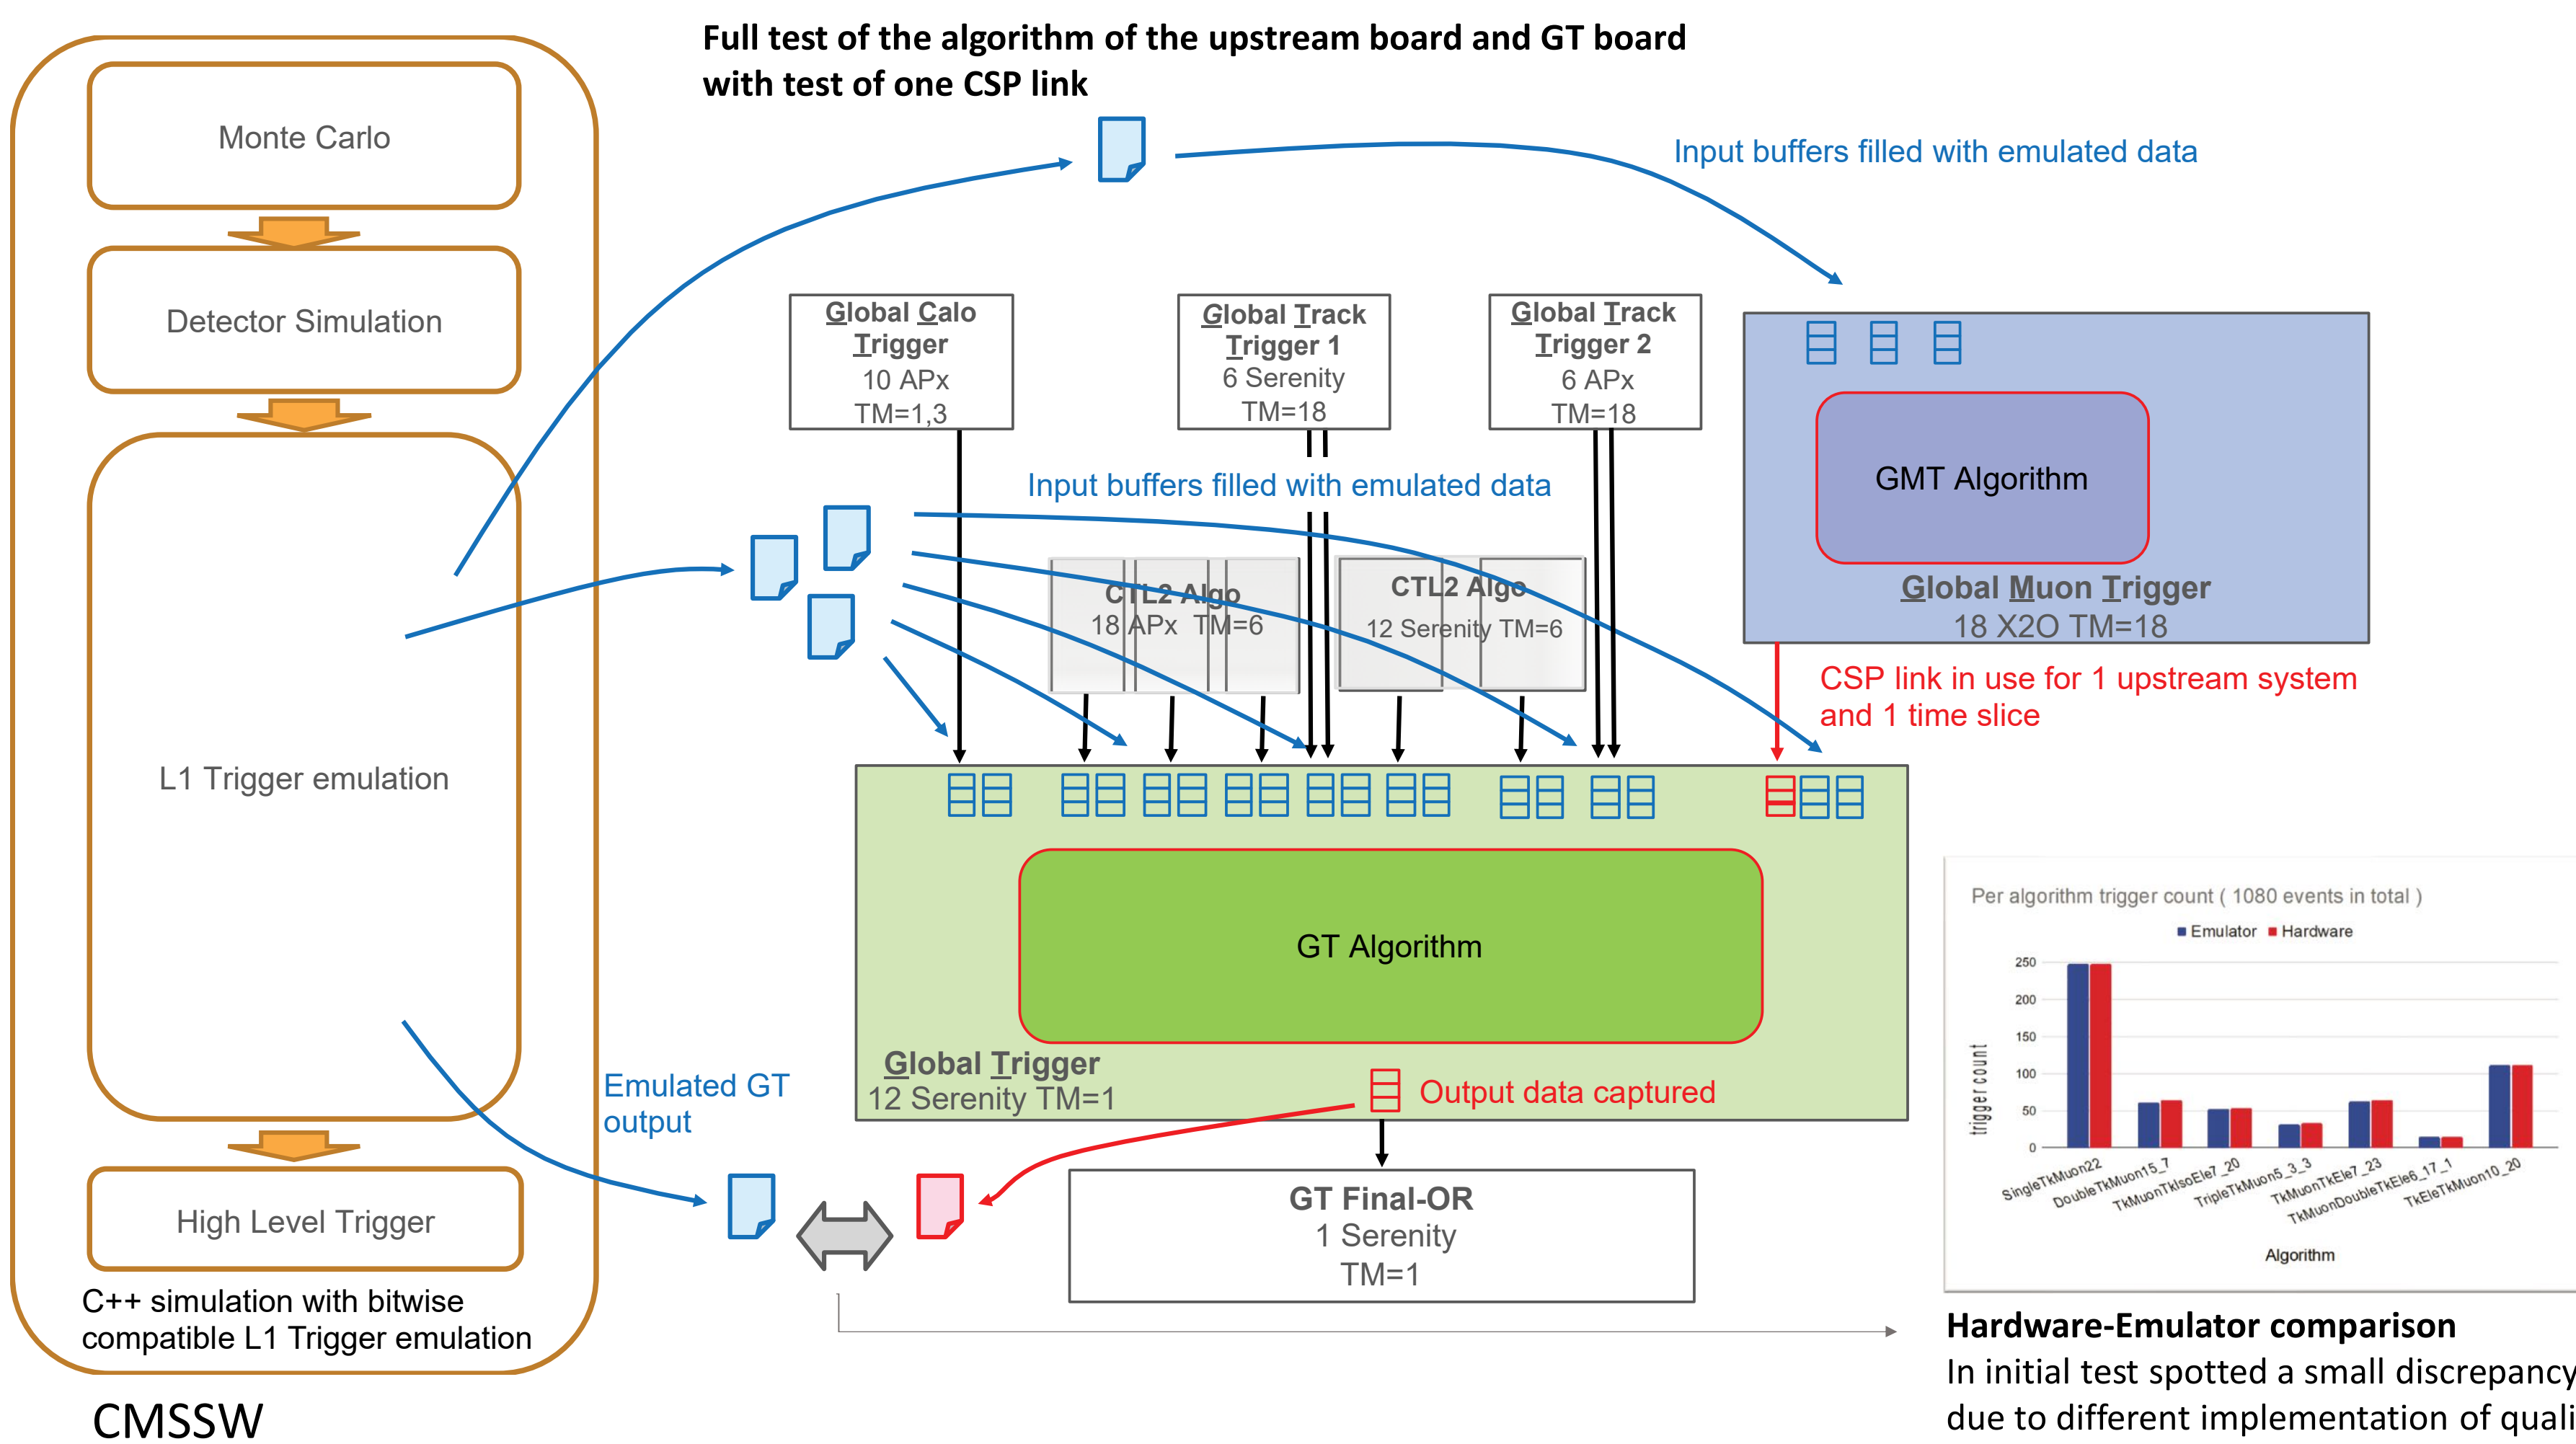 Full test of the algorithm of the upstream board and GT board
with test of one CSP link
Monte Carlo
Detector Simulation
L1 Trigger emulation
High Level Trigger
C++ simulation with bitwise
compatible L1 Trigger emulation
CMSSW
Input buffers filled with emulated data
Global Calo
Trigger
10 APx
TM=1,3
Global Track
Trigger 1
6 Serenity
TM=18
Global Track
Trigger 2
6 APx
TM=18
GMT Algorithm
Global Muon Trigger
18 X2O TM=18
Input buffers filled with emulated data
CTL2 Algo
18 APx TM=6
CTL2 Algo
12 Serenity TM=6
CSP link in use for 1 upstream system
and 1 time slice
GT Algorithm
Global Trigger
12 Serenity TM=1
Output data captured
Emulated GT
output
GT Final-OR
1 Serenity
TM=1
Per algorithm trigger count ( 1080 events in total )
Emulator Hardware
250
200
150
100
50
0
trigger count
SingleTkMuon22
DoubleTkMuon15_7
TkMuonTkIsoEle7_20
TripleTkMuon5_3_3
TkMuonTkEle7_23
TkMuonDoubleTkEle6_17_1
TkEleTkMuon10_20
Algorithm
Hardware-Emulator comparison
In initial test spotted a small discrepancy
due to different implementation of quali